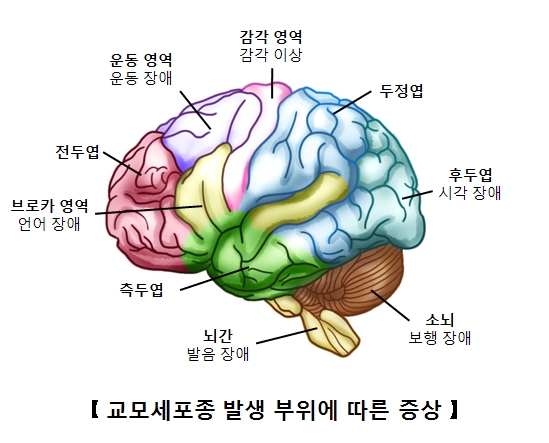 감각 영역
감각 이상
운동 영역
운동 장애
두정엽
전두엽
후두엽
시각 장애
브로카 영역
언어 장애
측두엽
뇌간
발음 장애
소뇌
보행 장애
【 교모세포종 발생 부위에 따른 증상 】